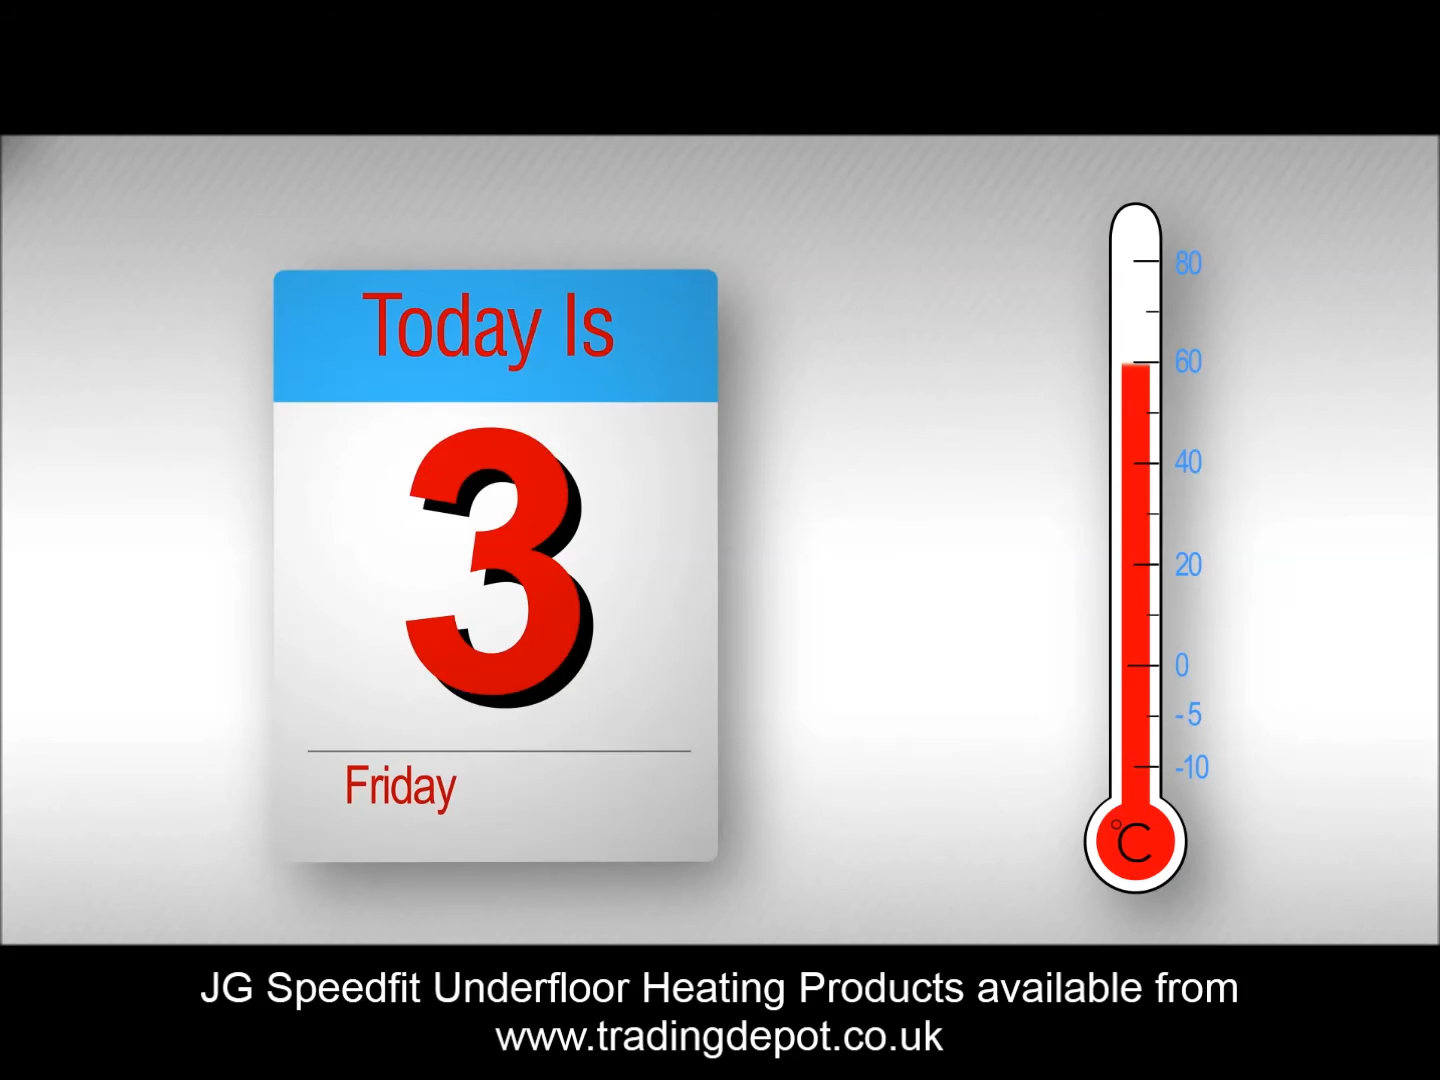 Today Is
3
Friday
80
60
40
20
0
-5
-10
°C
JG Speedfit Underfloor Heating Products available from
www.tradingdepot.co.uk